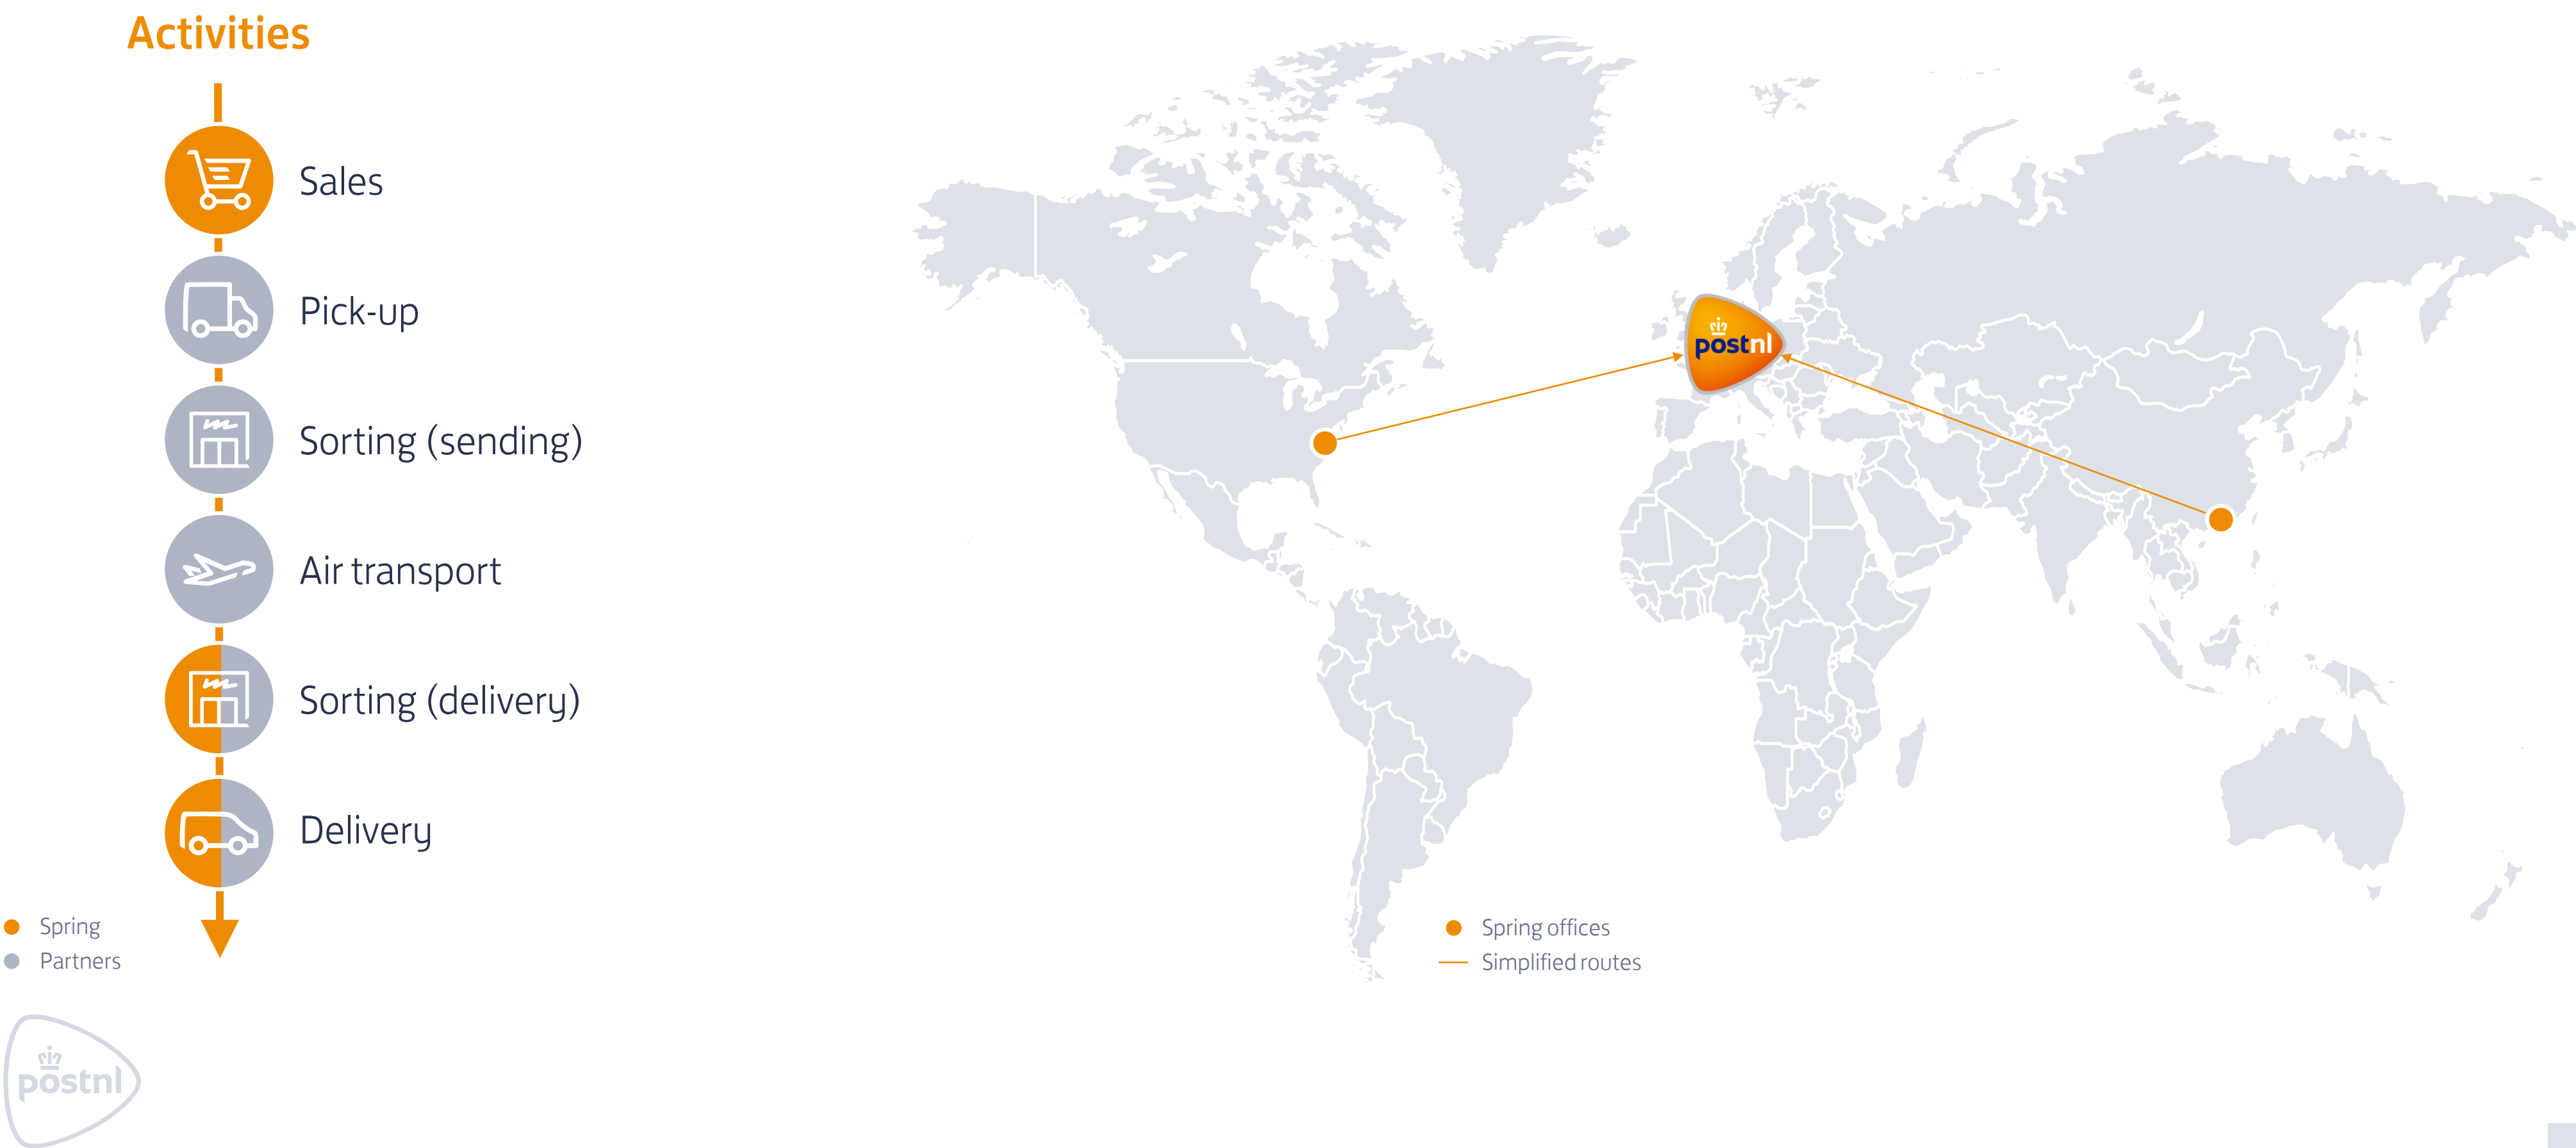 Activities
Sales
Pick-up
Sorting (sending)
Air transport
Sorting (delivery)
Delivery
Spring
Partners
postnl
postnl
Spring offices
Simplified routes